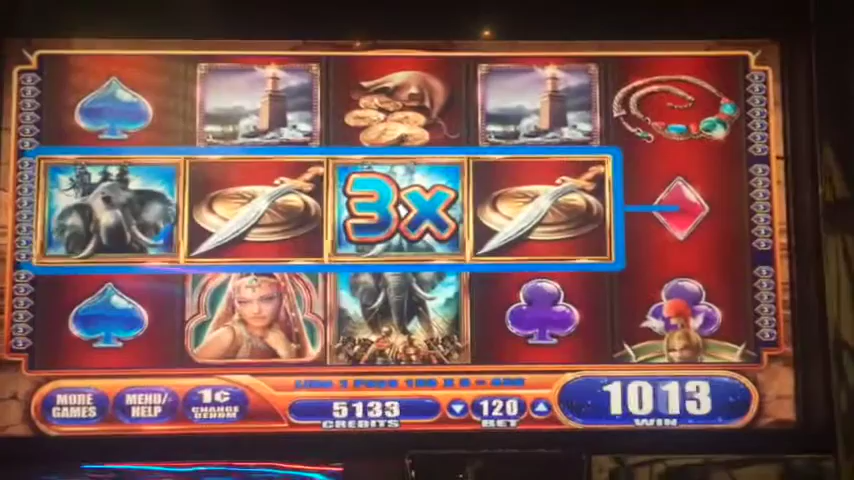 3x
MORE
GAMES
MENU/
HELP
1¢
CHANGE
DENOM
5133
CREDITS
120
BET
1013
WIN